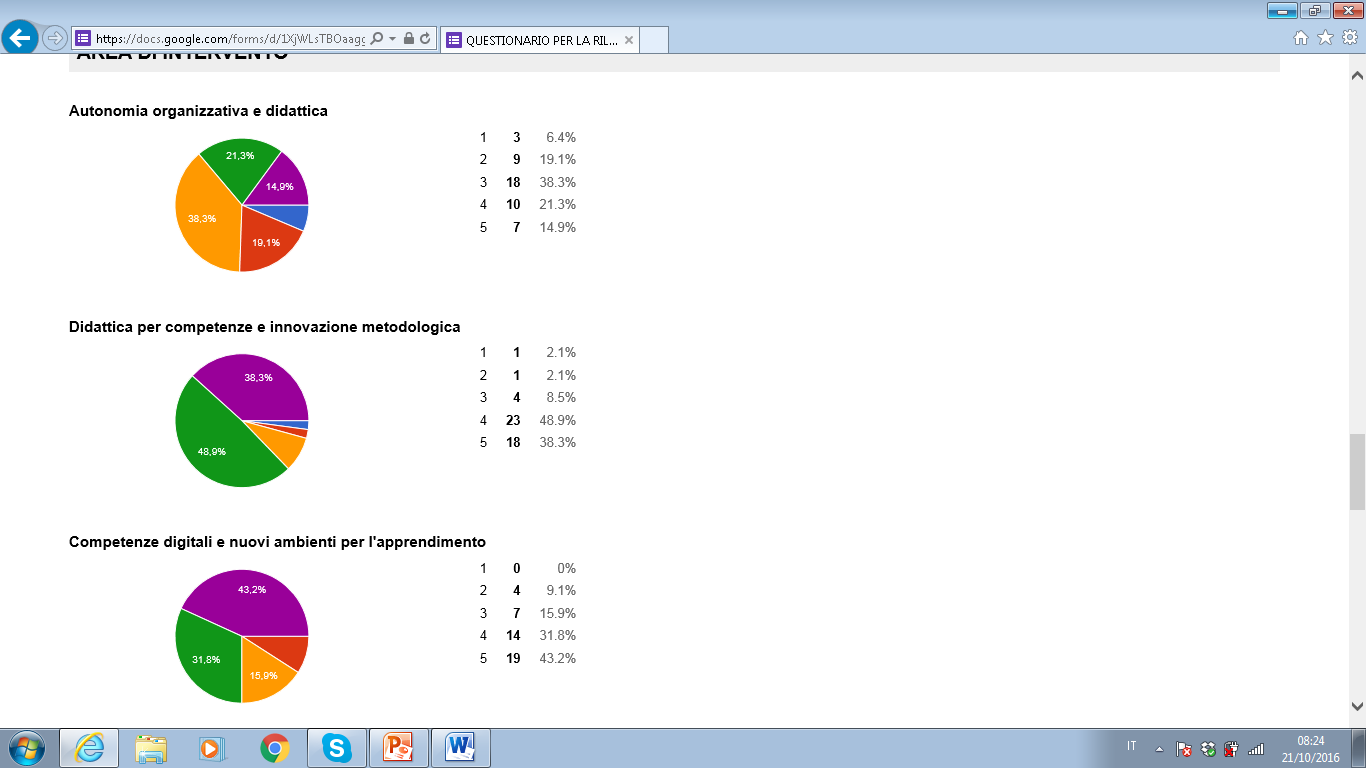 https://docs.google.com/forms/d/1XjWLsTBOaagg
QUESTIONARIO PER LA RIL...
AREA DI INTERVENTO
Autonomia organizzativa e didattica
21,3%
14,9%
38,3%
19,1%
1 3 6.4%
2 9 19.1%
3 18 38.3%
4 10 21.3%
5 7 14.9%
Didattica per competenze e innovazione metodologica
38,3%
48,9%
1 1 2.1%
2 1 2.1%
3 4 8.5%
4 23 48.9%
5 18 38.3%
Competenze digitali e nuovi ambienti per l'apprendimento
43,2%
31,8%
15,9%
1 0 0%
2 4 9.1%
3 7 15.9%
4 14 31.8%
5 19 43.2%
IT
08:24
21/10/2016